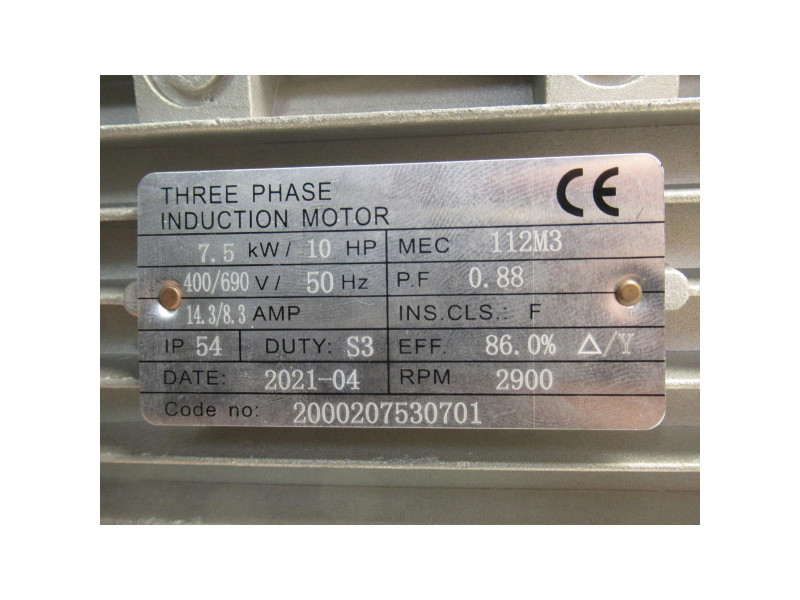 THREE PHASE
INDUCTION MOTOR
CE
7.5 kW/ 10 HP MEC 112M3
400/690 V/ 50 Hz P.F 0.88
14.3/8.3 AMP INS.CLS.: F
IP 54 DUTY: S3 EFF. 86.0% △/Y
DATE: 2021-04 RPM 2900
Code no: 2000207530701